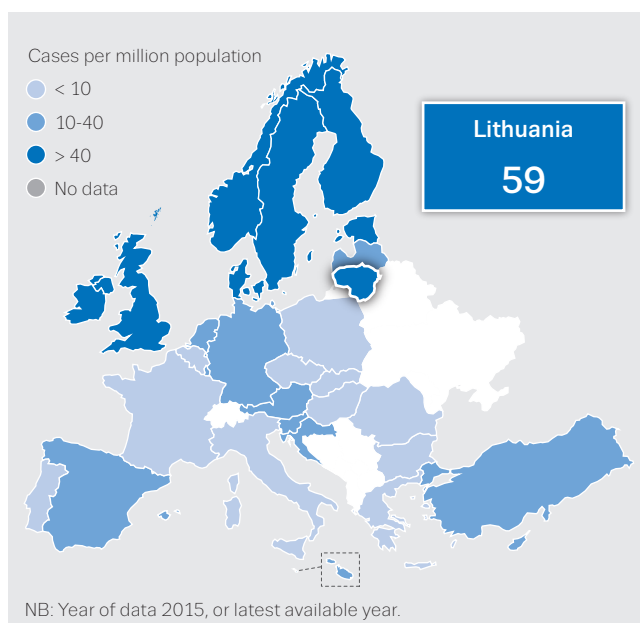 Cases per million population
< 10
10-40
> 40
No data
Lithuania
59
NB: Year of data 2015, or latest available year.